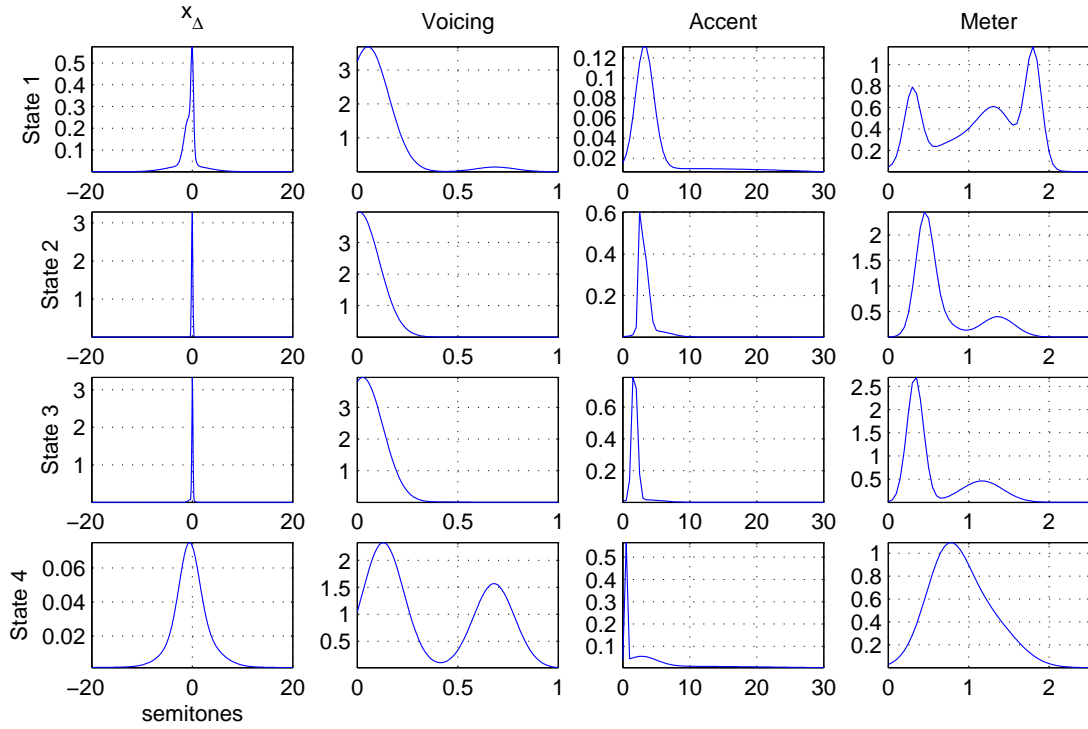 x_Δ Voicing Accent Meter
State 1
0.5 0.4 0.3 0.2 0.1
−20 0 20
3 2 1
0 0.5 1
0.12 0.1 0.08 0.06 0.04 0.02
0 10 20 30
1 0.8 0.6 0.4 0.2
0 1 2
State 2
3 2 1
−20 0 20
3 2 1
0 0.5 1
0.6 0.4 0.2
0 10 20 30
2 1.5 1 0.5
0 1 2
State 3
3 2 1
−20 0 20
3 2 1
0 0.5 1
0.6 0.4 0.2
0 10 20 30
2.5 2 1.5 1 0.5
0 1 2
State 4
0.06 0.04 0.02
−20 0 20
semitones
2 1.5 1 0.5
0 0.5 1
0.5 0.4 0.3 0.2 0.1
0 10 20 30
1 0.8 0.6 0.4 0.2
0 1 2